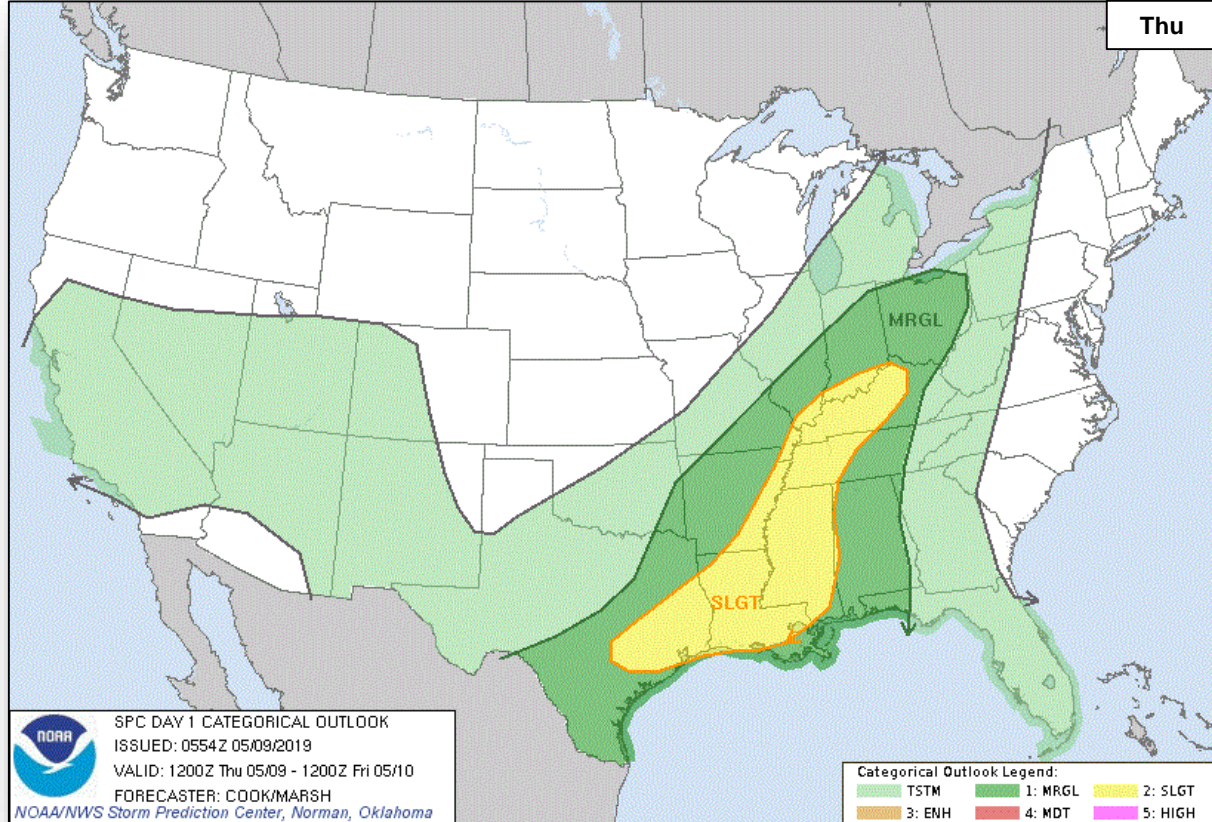 Thu
MRGL
SLGT
NOAA
SPC DAY 1 CATEGORICAL OUTLOOK
ISSUED: 0554Z 05/09/2019
VALID: 1200Z Thu 05/09 - 1200Z Fri 05/10
FORECASTER: COOK/MARSH
NOAA/NWS Storm Prediction Center, Norman, Oklahoma
Categorical Outlook Legend:
TSTM 1: MRGL 2: SLGT
3: ENH 4: MDT 5: HIGH